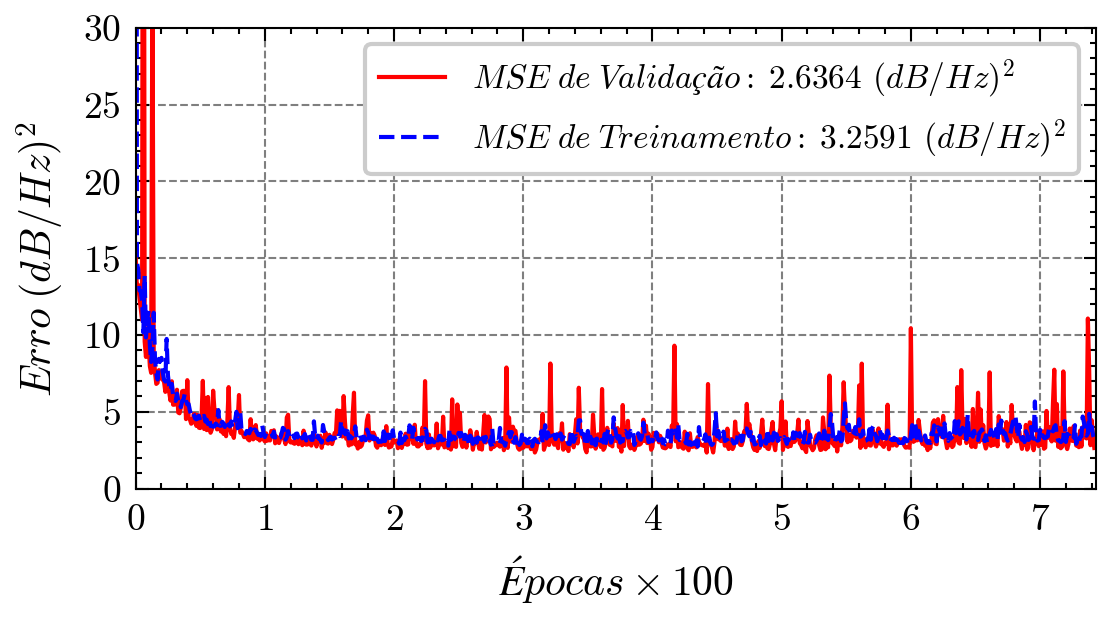 30
25
20
15
10
5
0
Erro (dB/Hz)²
MSE de Validação: 2.6364 (dB/Hz)²
MSE de Treinamento: 3.2591 (dB/Hz)²
0 1 2 3 4 5 6 7
Épocas × 100